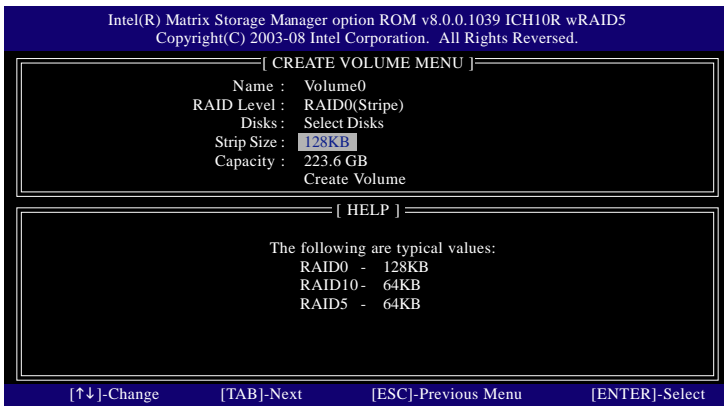 Intel(R) Matrix Storage Manager option ROM v8.0.0.1039 ICH10R wRAID5
Copyright(C) 2003-08 Intel Corporation. All Rights Reversed.
[ CREATE VOLUME MENU ]
Name : Volume0
RAID Level : RAID0(Stripe)
Disks : Select Disks
Strip Size : 128KB
Capacity : 223.6 GB
Create Volume
[ HELP ]
The following are typical values:
RAID0 - 128KB
RAID10 - 64KB
RAID5 - 64KB
[↑↓]-Change [TAB]-Next [ESC]-Previous Menu [ENTER]-Select